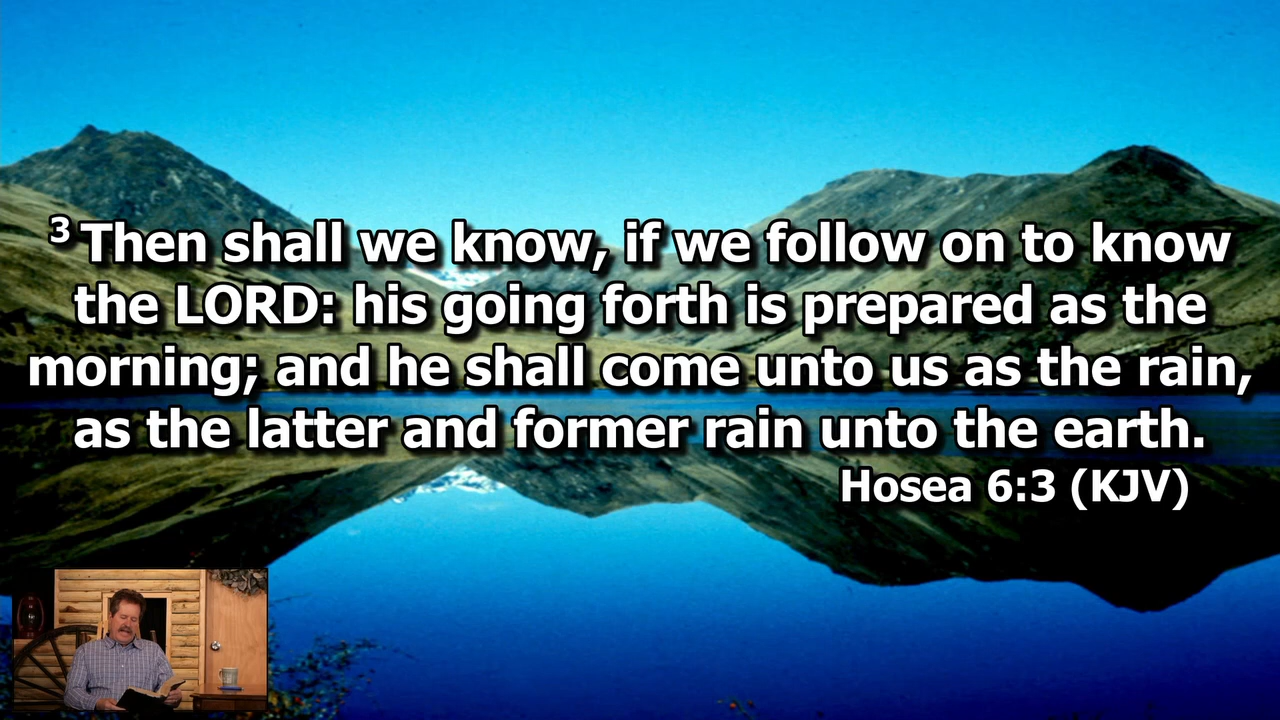 3 Then shall we know, if we follow on to know
the LORD: his going forth is prepared as the
morning; and he shall come unto us as the rain,
as the latter and former rain unto the earth.
Hosea 6:3 (KJV)